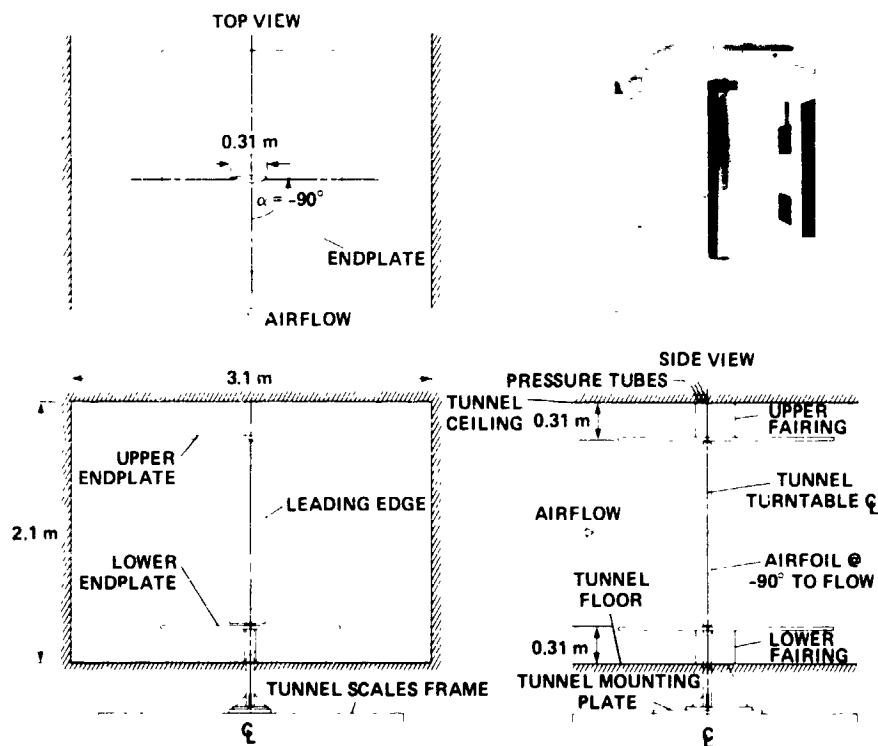 TOP VIEW
0.31 m
α = -90°
ENDPLATE
AIRFLOW
3.1 m
UPPER
ENDPLATE
LEADING EDGE
2.1 m
LOWER
ENDPLATE
TUNNEL SCALES FRAME
℄
SIDE VIEW
PRESSURE TUBES
TUNNEL
CEILING
0.31 m
UPPER
FAIRING
TUNNEL
TURNTABLE ℄
AIRFLOW
AIRFOIL @
-90° TO FLOW
TUNNEL
FLOOR
0.31 m
LOWER
FAIRING
TUNNEL MOUNTING
PLATE
℄